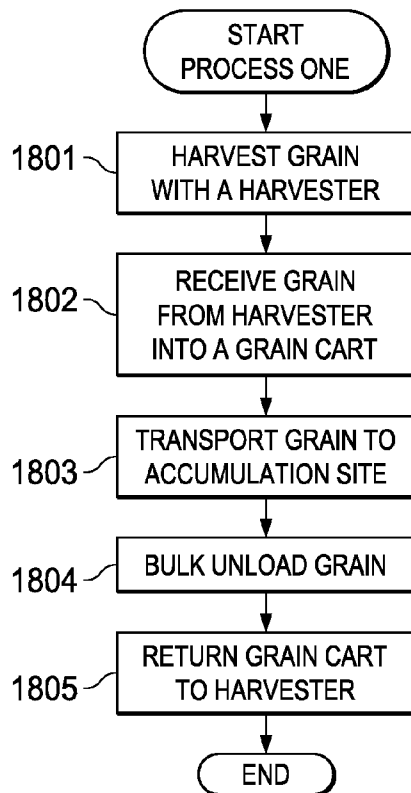 START
PROCESS ONE
1801
HARVEST GRAIN
WITH A HARVESTER
1802
RECEIVE GRAIN
FROM HARVESTER
INTO A GRAIN CART
1803
TRANSPORT GRAIN TO
ACCUMULATION SITE
1804
BULK UNLOAD GRAIN
1805
RETURN GRAIN CART
TO HARVESTER
END